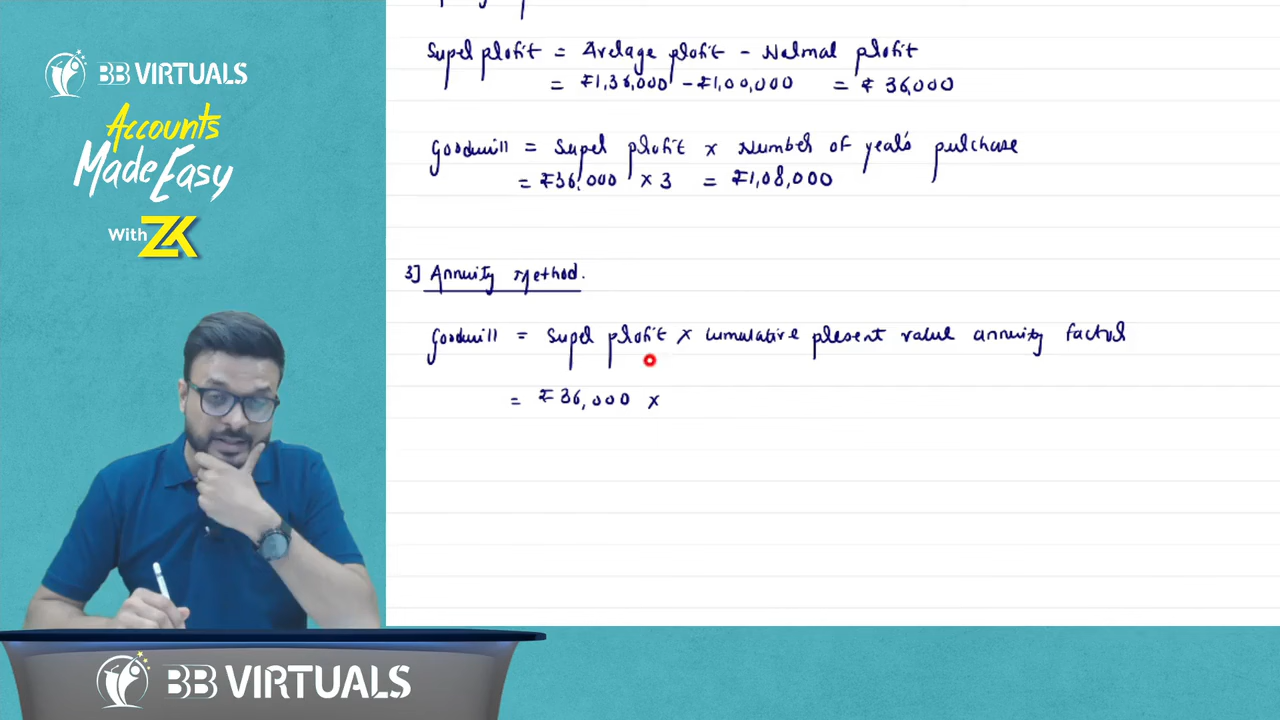 BB VIRTUALS
Accounts
Made Easy
With ZK
Super profit = Average profit - Normal profit
= ₹1,36,000 - ₹1,00,000 = ₹ 36,000
Goodwill = Super profit x Number of year's purchase
= ₹36,000 x 3 = ₹1,08,000
3] Annuity Method.
Goodwill = Super profit x cumulative present value annuity factor
= ₹ 36,000 x
BB VIRTUALS